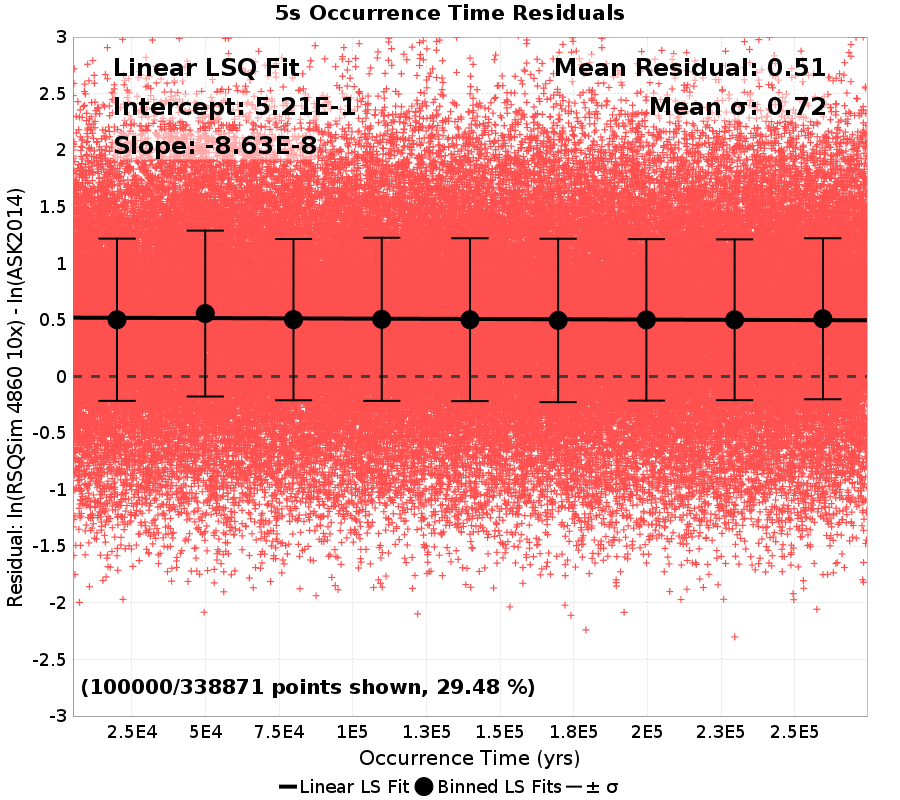 5s Occurrence Time Residuals
Linear LSQ Fit
Intercept: 5.21E-1
Slope: -8.63E-8
Mean Residual: 0.51
Mean σ: 0.72
Residual: ln(RSQSim 4860 10x) - ln(ASK2014)
3
2.5
2
1.5
1
0.5
0
-0.5
-1
-1.5
-2
-2.5
-3
(100000/338871 points shown, 29.48 %)
2.5E4 5E4 7.5E4 1E5 1.3E5 1.5E5 1.8E5 2E5 2.3E5 2.5E5
Occurrence Time (yrs)
Linear LS Fit Binned LS Fits ± σ